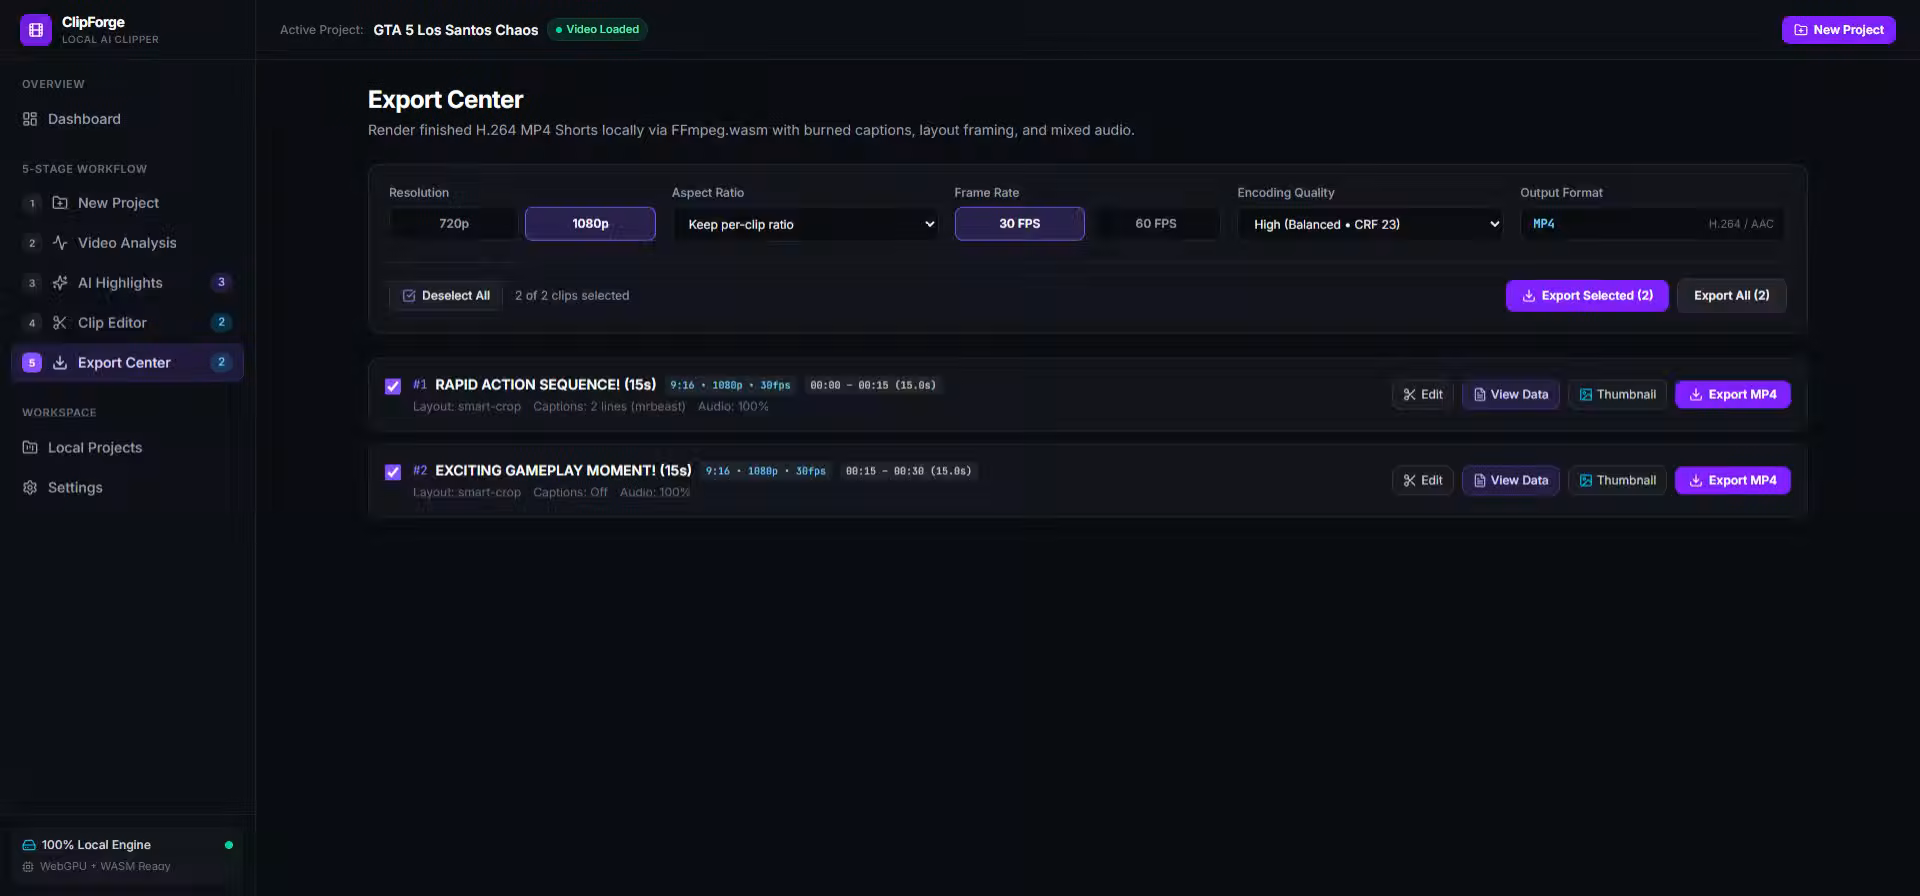 ClipForge
LOCAL AI CLIPPER
Active Project: GTA 5 Los Santos Chaos
Video Loaded
New Project
OVERVIEW
Dashboard
5-STAGE WORKFLOW
1 New Project
2 Video Analysis
3 AI Highlights 3
4 Clip Editor 2
5 Export Center 2
WORKSPACE
Local Projects
Settings
100% Local Engine
WebGPU + WASM Ready
Export Center
Render finished H.264 MP4 Shorts locally via FFmpeg.wasm with burned captions, layout framing, and mixed audio.
Resolution
720p 1080p
Aspect Ratio
Keep per-clip ratio
Frame Rate
30 FPS 60 FPS
Encoding Quality
High (Balanced • CRF 23)
Output Format
MP4 H.264 / AAC
Deselect All 2 of 2 clips selected
Export Selected (2) Export All (2)
#1 RAPID ACTION SEQUENCE! (15s) 9:16 • 1080p • 30fps 00:00 – 00:15 (15.0s)
Layout: smart-crop Captions: 2 lines (mrbeast) Audio: 100%
Edit View Data Thumbnail Export MP4
#2 EXCITING GAMEPLAY MOMENT! (15s) 9:16 • 1080p • 30fps 00:15 – 00:30 (15.0s)
Layout: smart-crop Captions: Off Audio: 100%
Edit View Data Thumbnail Export MP4